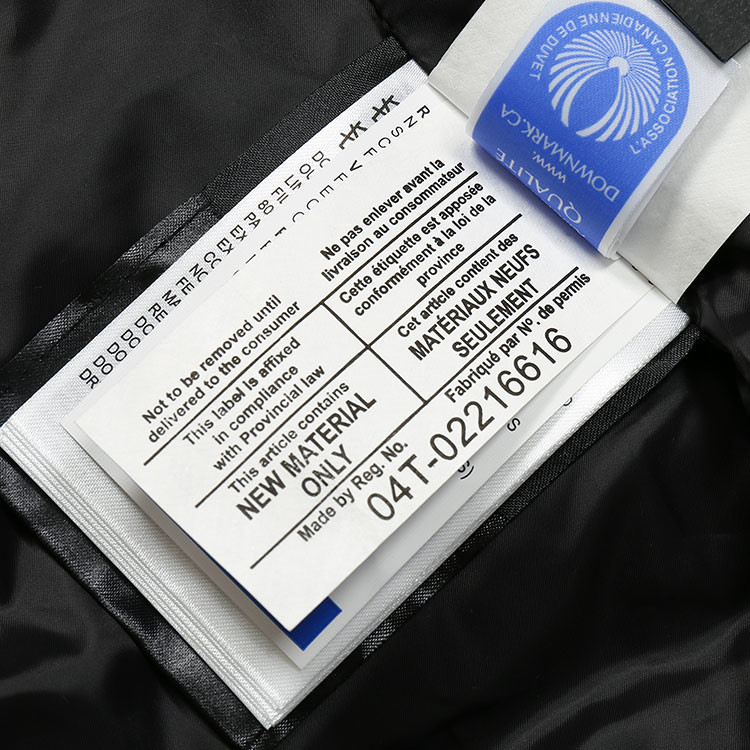 L'ASSOCIATION CANADIENNE DE DUVET
QUALITÉ
WWW.
DOWNMARK.CA
Ne pas enlever avant la
livraison au consommateur
Cette étiquette est apposée
conformément à la loi de la
province
Cet article contient des
MATÉRIAUX NEUFS
SEULEMENT
Fabriqué par Nº. de permis
Not to be removed until
delivered to the consumer
This label is affixed
in compliance
with Provincial law
This article contains
NEW MATERIAL
ONLY
Made by Reg. No.
04T-02216616